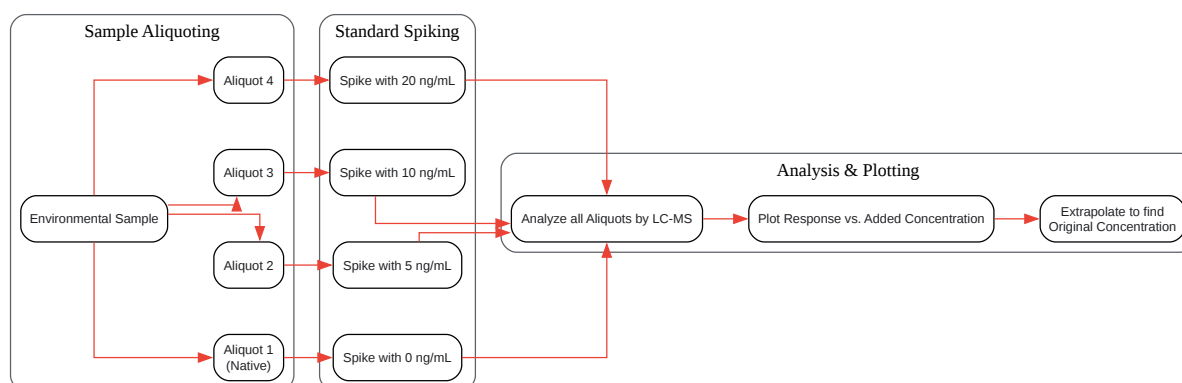 Sample Aliquoting
Standard Spiking
Aliquot 4
Spike with 20 ng/mL
Aliquot 3
Spike with 10 ng/mL
Analysis & Plotting
Environmental Sample
Analyze all Aliquots by LC-MS
Plot Response vs. Added Concentration
Extrapolate to find
Original Concentration
Aliquot 2
Spike with 5 ng/mL
Aliquot 1
(Native)
Spike with 0 ng/mL